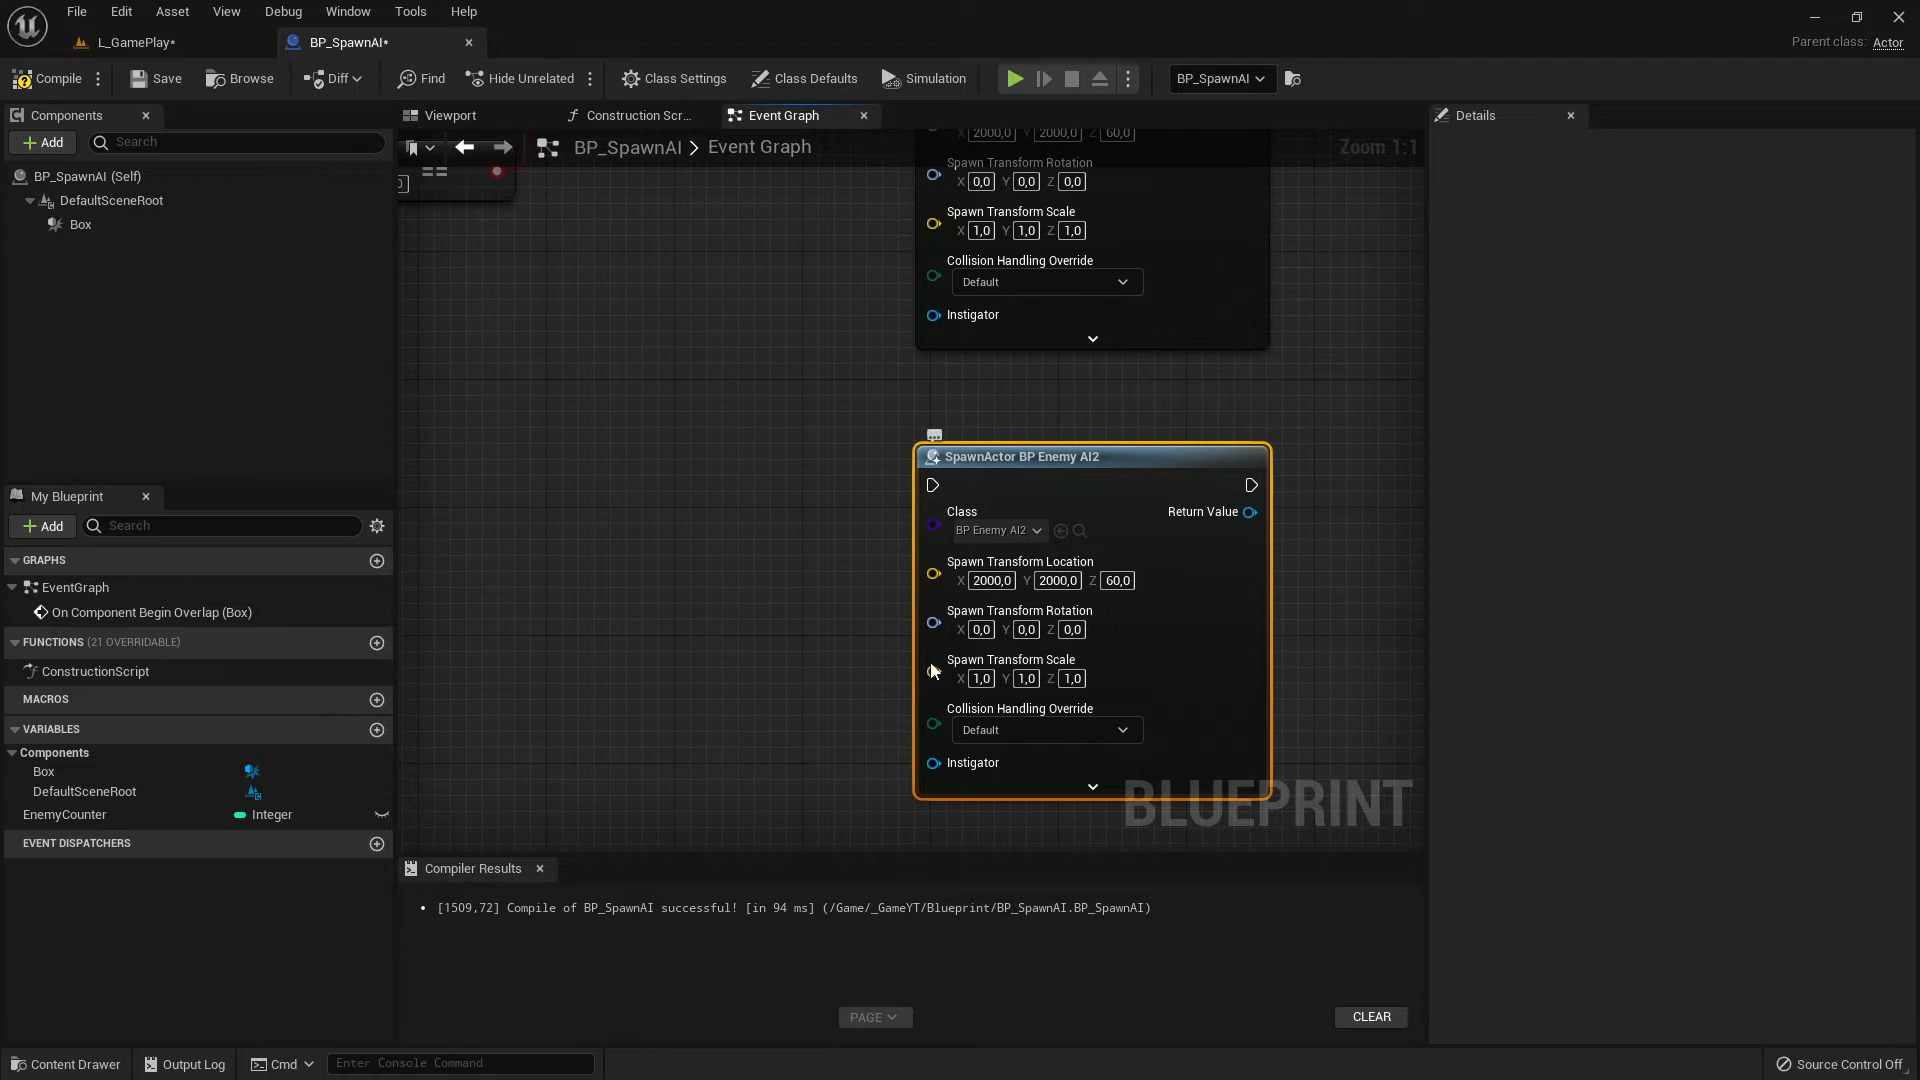 File Edit Asset View Debug Window Tools Help
L_GamePlay*
BP_SpawnAI*
Parent class: Actor
Compile
Save
Browse
Diff
Find
Hide Unrelated
Class Settings
Class Defaults
Simulation
BP_SpawnAI
Components
Viewport
Construction Scr...
Event Graph
Details
Add
Search
BP_SpawnAI > Event Graph
Zoom 1:1
BP_SpawnAI (Self)
DefaultSceneRoot
Box
==
X 2000,0 Y 2000,0 Z 60,0
Spawn Transform Rotation
X 0,0 Y 0,0 Z 0,0
Spawn Transform Scale
X 1,0 Y 1,0 Z 1,0
Collision Handling Override
Default
Instigator
SpawnActor BP Enemy AI2
Class
Return Value
BP Enemy AI2
Spawn Transform Location
X 2000,0 Y 2000,0 Z 60,0
Spawn Transform Rotation
X 0,0 Y 0,0 Z 0,0
Spawn Transform Scale
X 1,0 Y 1,0 Z 1,0
Collision Handling Override
Default
Instigator
BLUEPRINT
My Blueprint
Add
Search
GRAPHS
EventGraph
On Component Begin Overlap (Box)
FUNCTIONS (21 OVERRIDABLE)
ConstructionScript
MACROS
VARIABLES
Components
Box
DefaultSceneRoot
EnemyCounter Integer
EVENT DISPATCHERS
Compiler Results
• [1509,72] Compile of BP_SpawnAI successful! [in 94 ms] (/Game/_GameYT/Blueprint/BP_SpawnAI.BP_SpawnAI)
PAGE
CLEAR
Content Drawer
Output Log
Cmd
Enter Console Command
Source Control Off